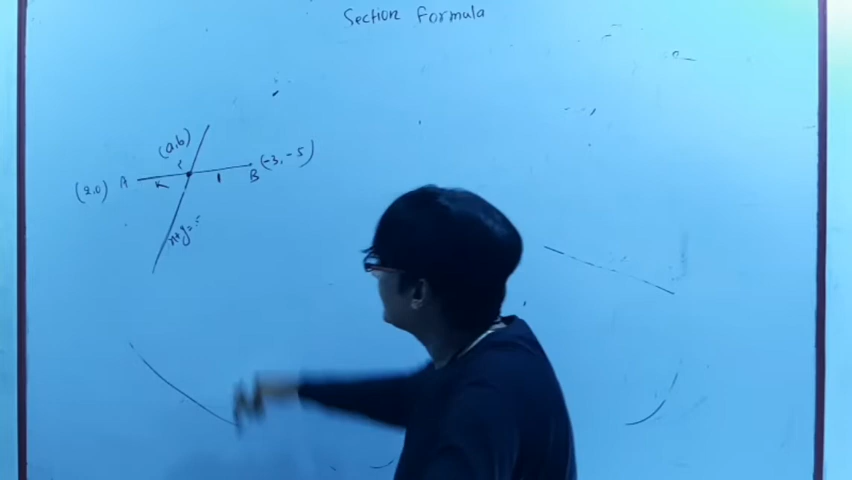 Section Formula
(a,b)
(-3,-5)
(2,0) A
K
1
B